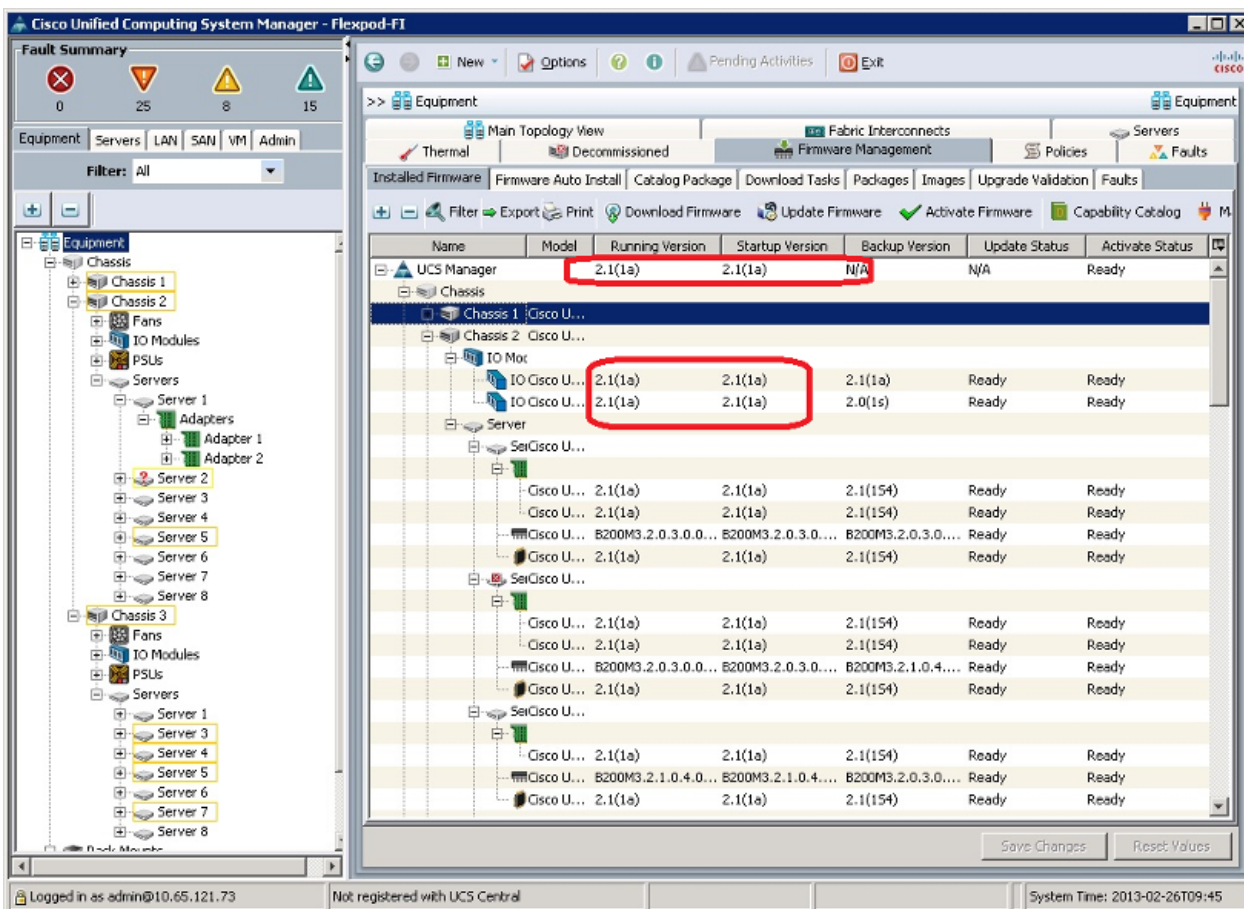 Cisco Unified Computing System Manager - Flexpod-FI
Fault Summary
0 25 8 15
Equipment Servers LAN SAN VM Admin
Filter: All
Equipment
Chassis
Chassis 1
Chassis 2
Fans
IO Modules
PSUs
Servers
Server 1
Adapters
Adapter 1
Adapter 2
Server 2
Server 3
Server 4
Server 5
Server 6
Server 7
Server 8
Chassis 3
Fans
IO Modules
PSUs
Servers
Server 1
Server 3
Server 4
Server 5
Server 6
Server 7
Server 8
New Options Pending Activities Exit
CISCO
>> Equipment Equipment
Main Topology View Fabric Interconnects Servers
Thermal Decommissioned Firmware Management Policies Faults
Installed Firmware Firmware Auto Install Catalog Package Download Tasks Packages Images Upgrade Validation Faults
Filter Export Print Download Firmware Update Firmware Activate Firmware Capability Catalog M
Name Model Running Version Startup Version Backup Version Update Status Activate Status
UCS Manager 2.1(1a) 2.1(1a) N/A N/A Ready
Chassis
Chassis 1 Cisco U...
Chassis 2 Cisco U...
IO Moc
IO Cisco U... 2.1(1a) 2.1(1a) 2.1(1a) Ready Ready
IO Cisco U... 2.1(1a) 2.1(1a) 2.0(1s) Ready Ready
Server
Ser Cisco U...
Cisco U... 2.1(1a) 2.1(1a) 2.1(154) Ready Ready
Cisco U... 2.1(1a) 2.1(1a) 2.1(154) Ready Ready
Cisco U... B200M3.2.0.3.0.0... B200M3.2.0.3.0.... B200M3.2.0.3.0.... Ready Ready
Cisco U... 2.1(1a) 2.1(1a) 2.1(154) Ready Ready
Ser Cisco U...
Cisco U... 2.1(1a) 2.1(1a) 2.1(154) Ready Ready
Cisco U... 2.1(1a) 2.1(1a) 2.1(154) Ready Ready
Cisco U... B200M3.2.0.3.0.0... B200M3.2.0.3.0.... B200M3.2.1.0.4.... Ready Ready
Cisco U... 2.1(1a) 2.1(1a) 2.1(154) Ready Ready
Ser Cisco U...
Cisco U... 2.1(1a) 2.1(1a) 2.1(154) Ready Ready
Cisco U... B200M3.2.1.0.4.0... B200M3.2.1.0.4.... B200M3.2.0.3.0.... Ready Ready
Cisco U... 2.1(1a) 2.1(1a) 2.1(154) Ready Ready
Save Changes Reset Values
Logged in as admin@10.65.121.73 Not registered with UCS Central System Time: 2013-02-26T09:45